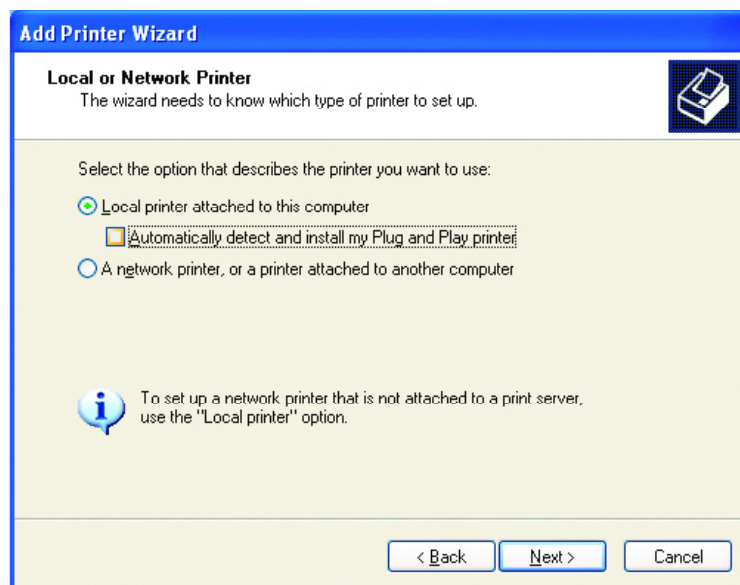 Add Printer Wizard
Local or Network Printer
The wizard needs to know which type of printer to set up.
Select the option that describes the printer you want to use:
Local printer attached to this computer
Automatically detect and install my Plug and Play printer
A network printer, or a printer attached to another computer
To set up a network printer that is not attached to a print server,
use the "Local printer" option.
< Back
Next >
Cancel